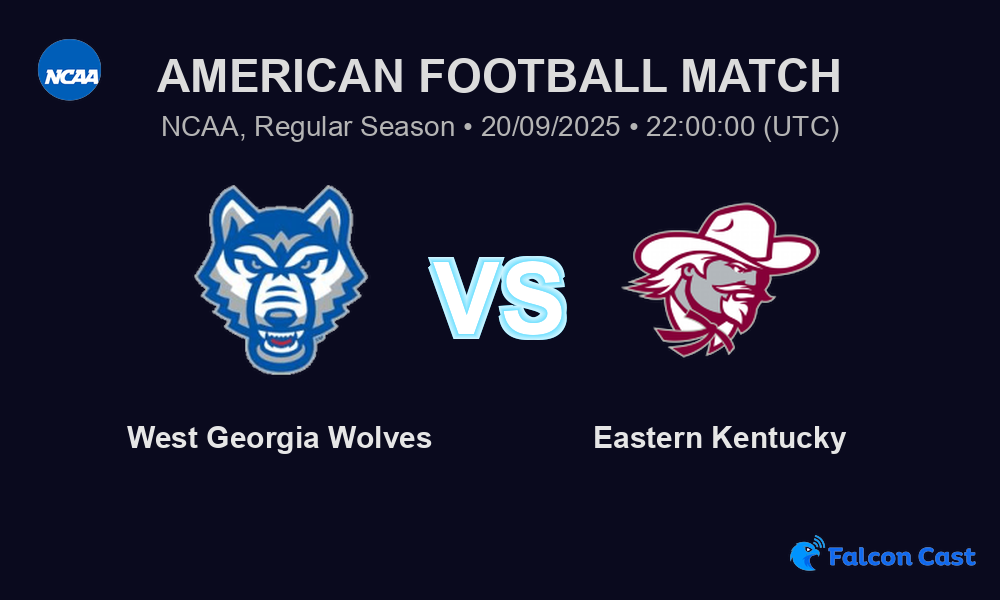 NCAA
AMERICAN FOOTBALL MATCH
NCAA, Regular Season • 20/09/2025 • 22:00:00 (UTC)
VS
West Georgia Wolves
Eastern Kentucky
Falcon Cast